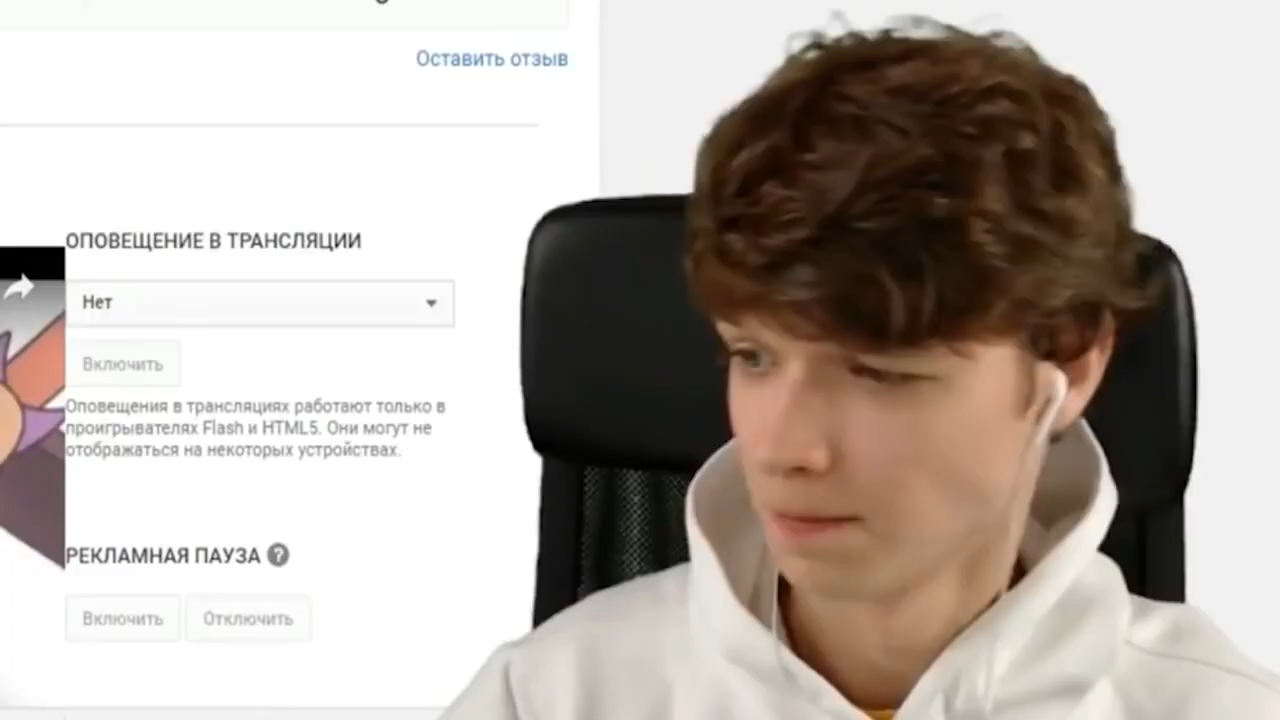 Оставить отзыв
ОПОВЕЩЕНИЕ В ТРАНСЛЯЦИИ
Нет
Включить
Оповещения в трансляциях работают только в
проигрывателях Flash и HTML5. Они могут не
отображаться на некоторых устройствах.
РЕКЛАМНАЯ ПАУЗА ?
Включить Отключить